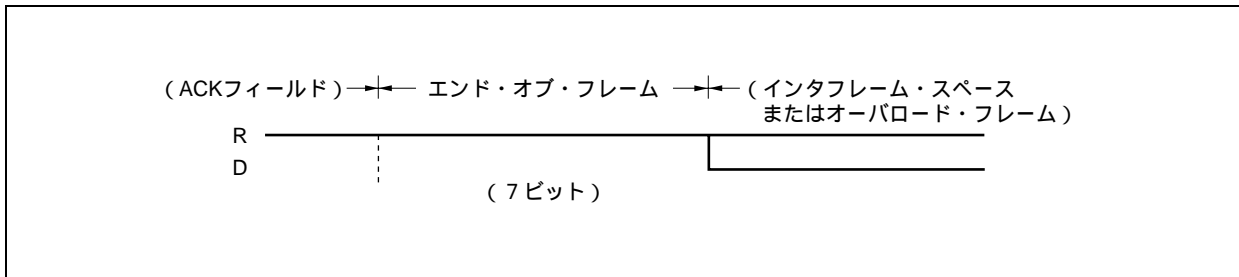 (ACKフィールド) エンド・オブ・フレーム (インタフレーム・スペース
またはオーバロード・フレーム)
R
D
(7ビット)